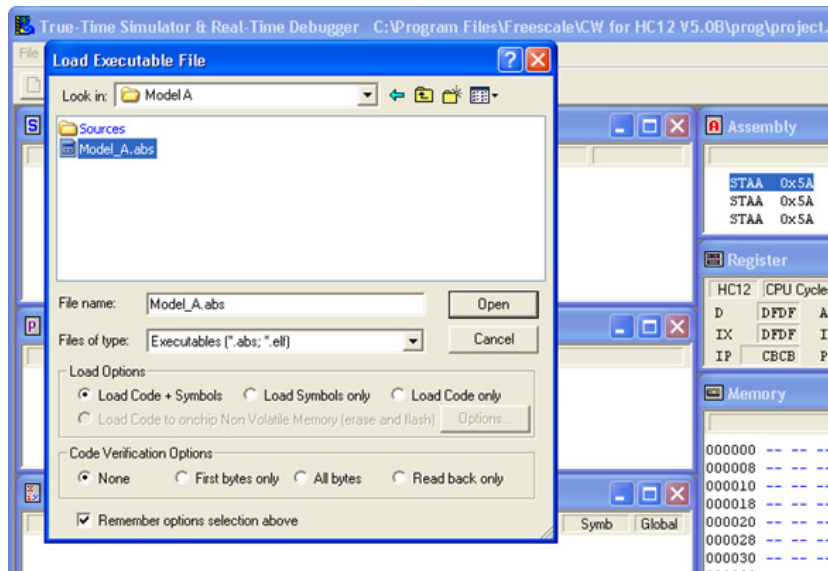 True-Time Simulator & Real-Time Debugger C:\Program Files\Freescale\CW for HC12 V5.0B\prog\project.
File
Load Executable File
Look in: Model A
Sources
Model_A.abs
File name: Model_A.abs
Open
Files of type: Executables (*.abs; *.elf)
Cancel
Load Options
Load Code + Symbols Load Symbols only Load Code only
Load Code to onchip Non Volatile Memory (erase and flash) Options...
Code Verification Options
None First bytes only All bytes Read back only
Remember options selection above
Symb Global
Assembly
STAA 0x5A
STAA 0x5A
STAA 0x5A
Register
HC12 CPU Cycle
D DFDF A
IX DFDF I
IP CBCB P
Memory
000000 -- -- --
000008 -- -- --
000010 -- -- --
000018 -- -- --
000020 -- -- --
000028 -- -- --
000030 -- -- --